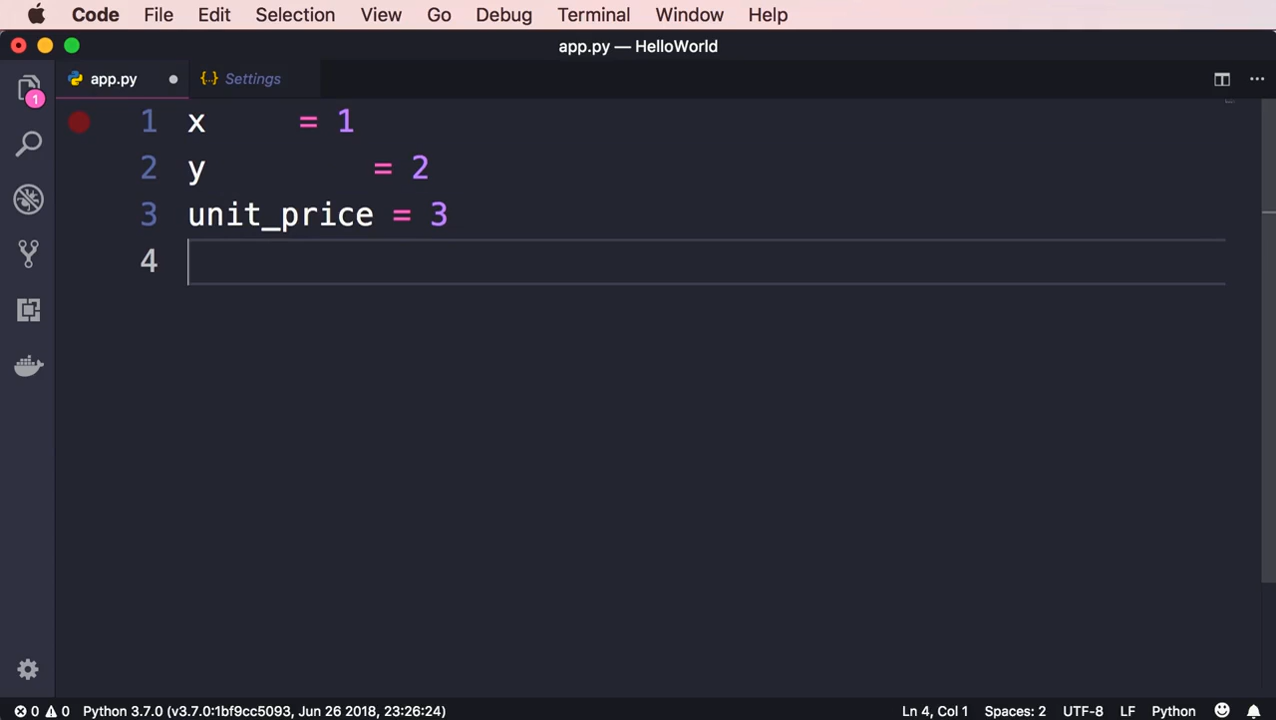 Code File Edit Selection View Go Debug Terminal Window Help
app.py — HelloWorld
app.py Settings
1
1 x     = 1
2 y         = 2
3 unit_price = 3
4
0 0 Python 3.7.0 (v3.7.0:1bf9cc5093, Jun 26 2018, 23:26:24) Ln 4, Col 1 Spaces: 2 UTF-8 LF Python